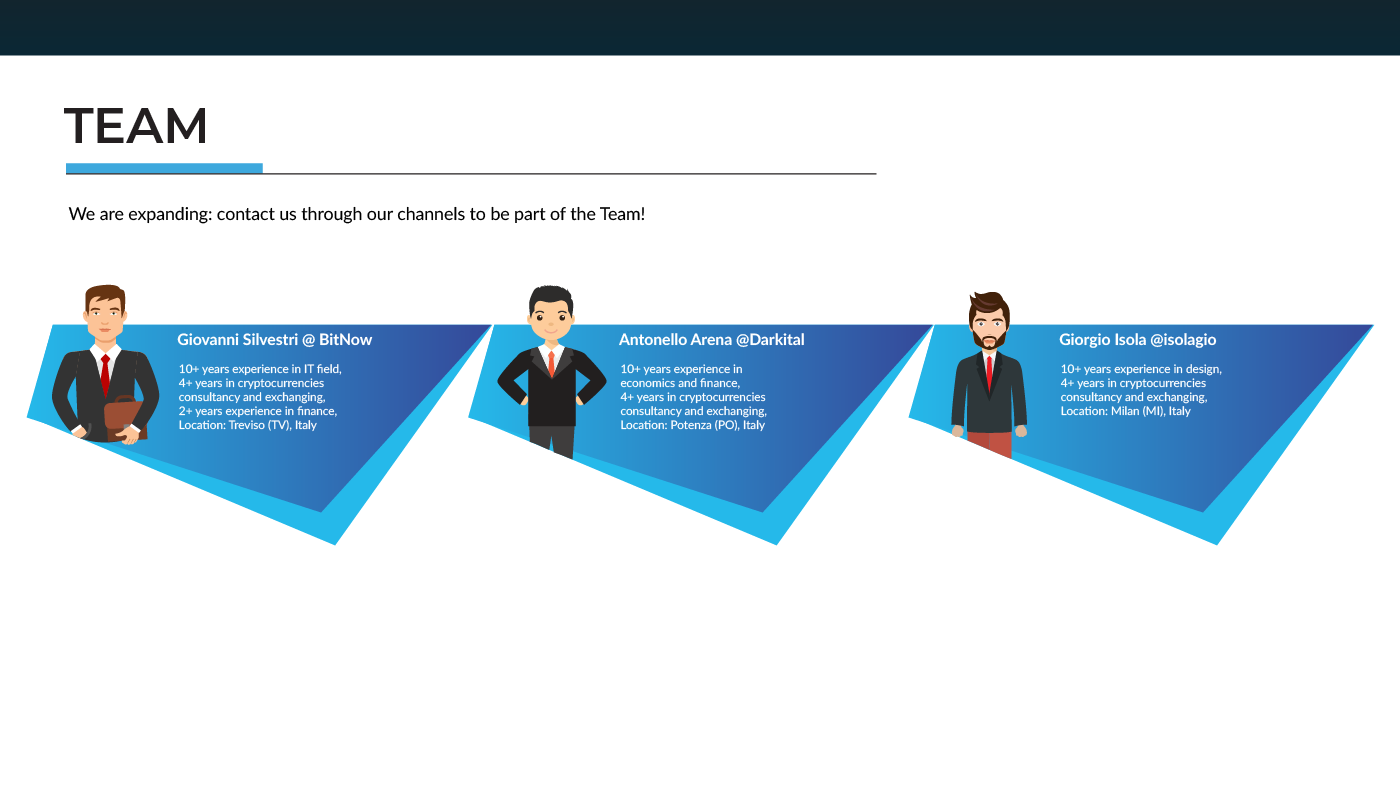 TEAM
We are expanding: contact us through our channels to be part of the Team!
Giovanni Silvestri @ BitNow
10+ years experience in IT field,
4+ years in cryptocurrencies
consultancy and exchanging,
2+ years experience in finance,
Location: Treviso (TV), Italy
Antonello Arena @Darkital
10+ years experience in
economics and finance,
4+ years in cryptocurrencies
consultancy and exchanging,
Location: Potenza (PO), Italy
Giorgio Isola @isolagio
10+ years experience in design,
4+ years in cryptocurrencies
consultancy and exchanging,
Location: Milan (MI), Italy